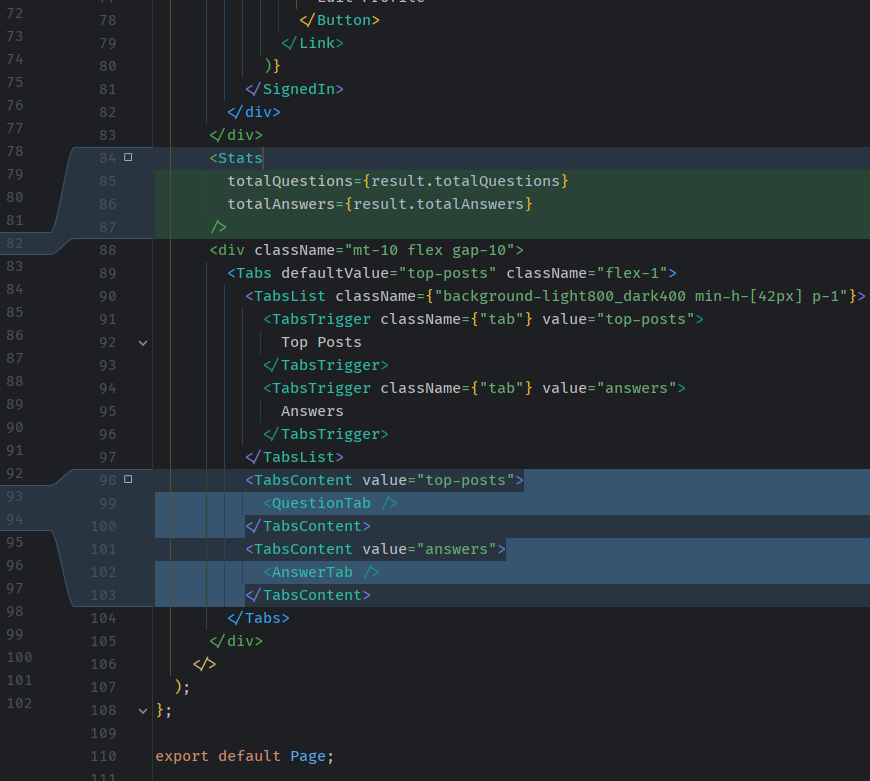 72
73
74
75
76
77
78
79
80
81
82
83
84
85
86
87
88
89
90
91
92
93
94
95
96
97
98
99
100
101
102
77 Edit Profile
78 </Button>
79 </Link>
80 )}
81 </SignedIn>
82 </div>
83 </div>
84 <Stats
85 totalQuestions={result.totalQuestions}
86 totalAnswers={result.totalAnswers}
87 />
88 <div className="mt-10 flex gap-10">
89 <Tabs defaultValue="top-posts" className="flex-1">
90 <TabsList className={"background-light800_dark400 min-h-[42px] p-1"}>
91 <TabsTrigger className={"tab"} value="top-posts">
92 Top Posts
93 </TabsTrigger>
94 <TabsTrigger className={"tab"} value="answers">
95 Answers
96 </TabsTrigger>
97 </TabsList>
98 <TabsContent value="top-posts">
99 <QuestionTab />
100 </TabsContent>
101 <TabsContent value="answers">
102 <AnswerTab />
103 </TabsContent>
104 </Tabs>
105 </div>
106 </>
107 );
108 };
109
110 export default Page;
111